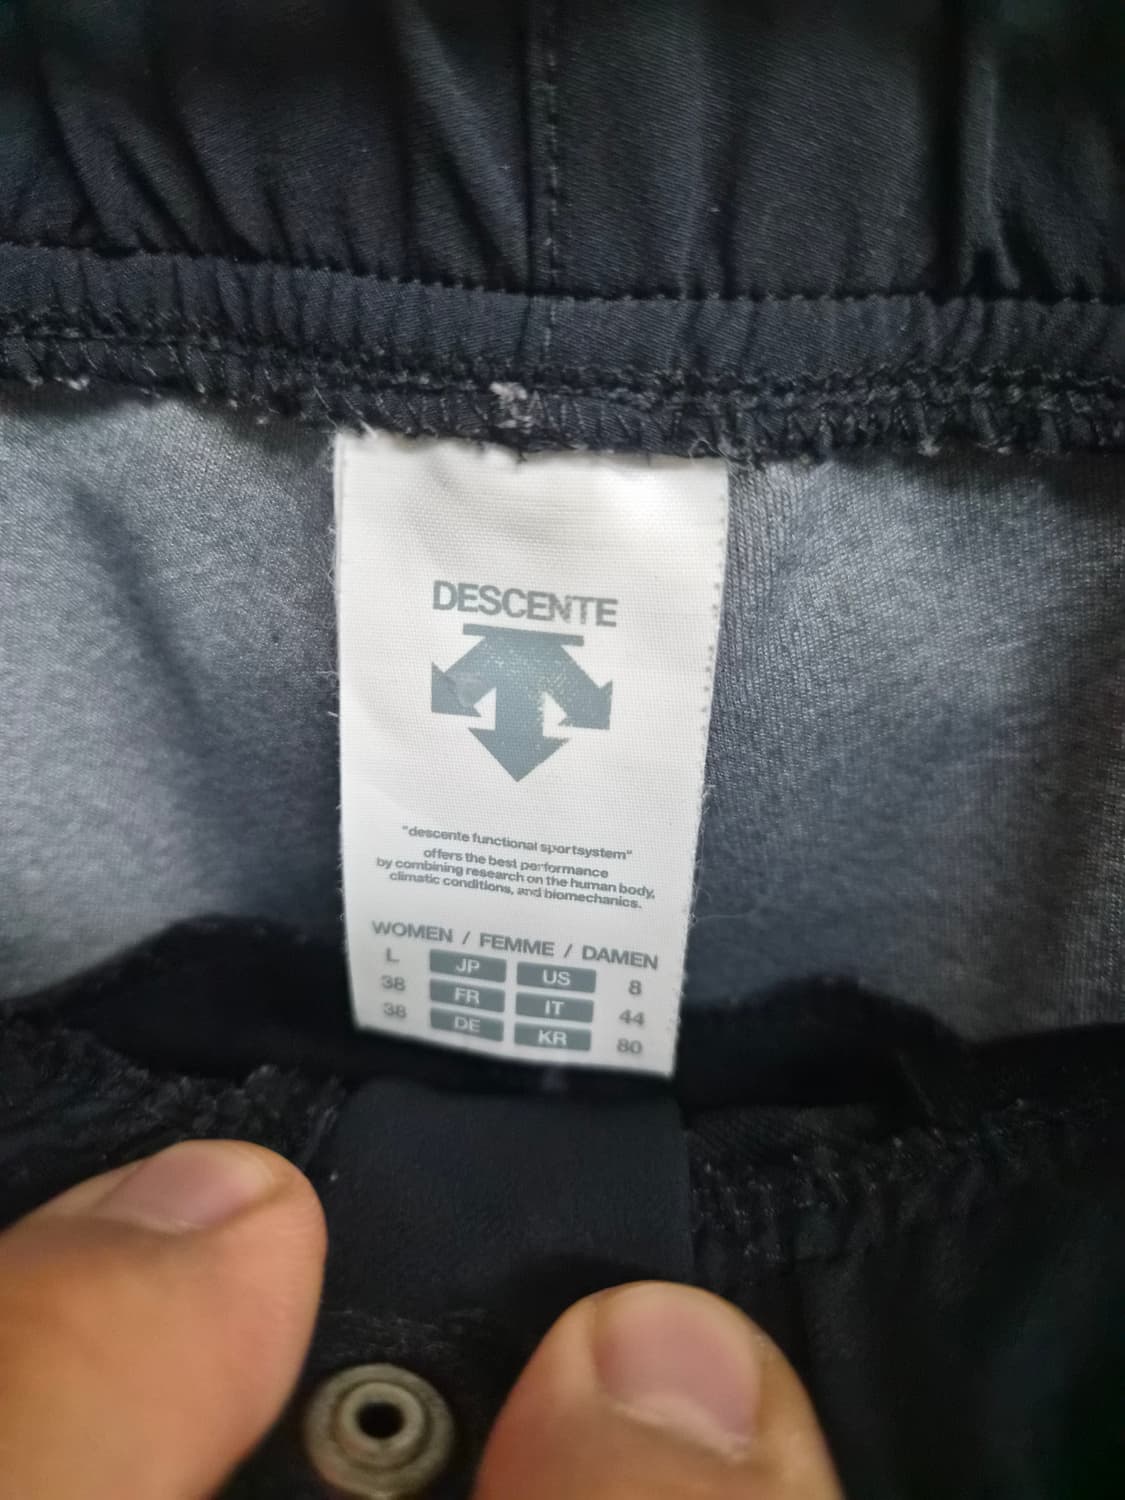 DESCENTE
"descente functional sportsystem"
offers the best performance
by combining research on the human body,
climatic conditions, and biomechanics.
WOMEN / FEMME / DAMEN
L JP US 8
38 FR IT 44
38 DE KR 80